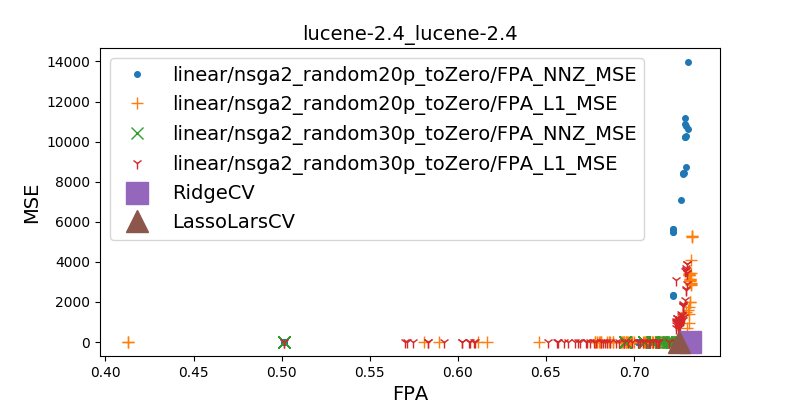 lucene-2.4_lucene-2.4
14000
12000
10000
8000
6000
4000
2000
0
MSE
linear/nsga2_random20p_toZero/FPA_NNZ_MSE
linear/nsga2_random20p_toZero/FPA_L1_MSE
linear/nsga2_random30p_toZero/FPA_NNZ_MSE
linear/nsga2_random30p_toZero/FPA_L1_MSE
RidgeCV
LassoLarsCV
0.40 0.45 0.50 0.55 0.60 0.65 0.70
FPA